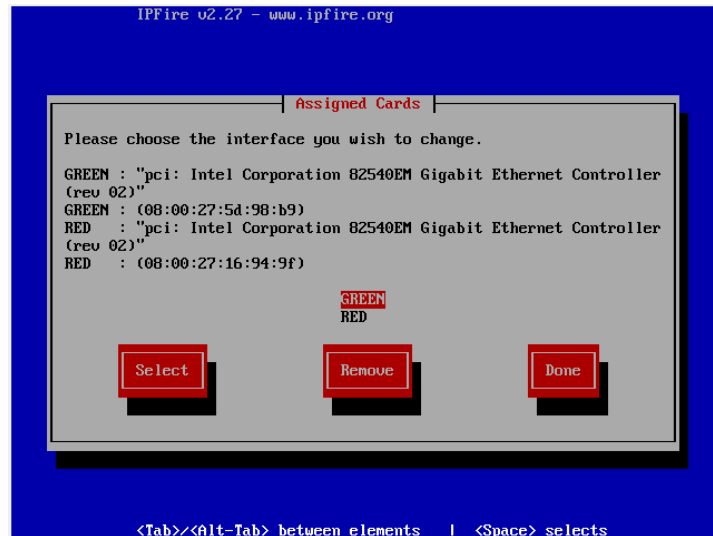 IPFire v2.27 - www.ipfire.org
Assigned Cards
Please choose the interface you wish to change.
GREEN : "pci: Intel Corporation 82540EM Gigabit Ethernet Controller
(rev 02)"
GREEN : (08:00:27:5d:98:b9)
RED   : "pci: Intel Corporation 82540EM Gigabit Ethernet Controller
(rev 02)"
RED   : (08:00:27:16:94:9f)
GREEN
RED
Select Remove Done
<Tab>/<Alt-Tab> between elements   |  <Space> selects